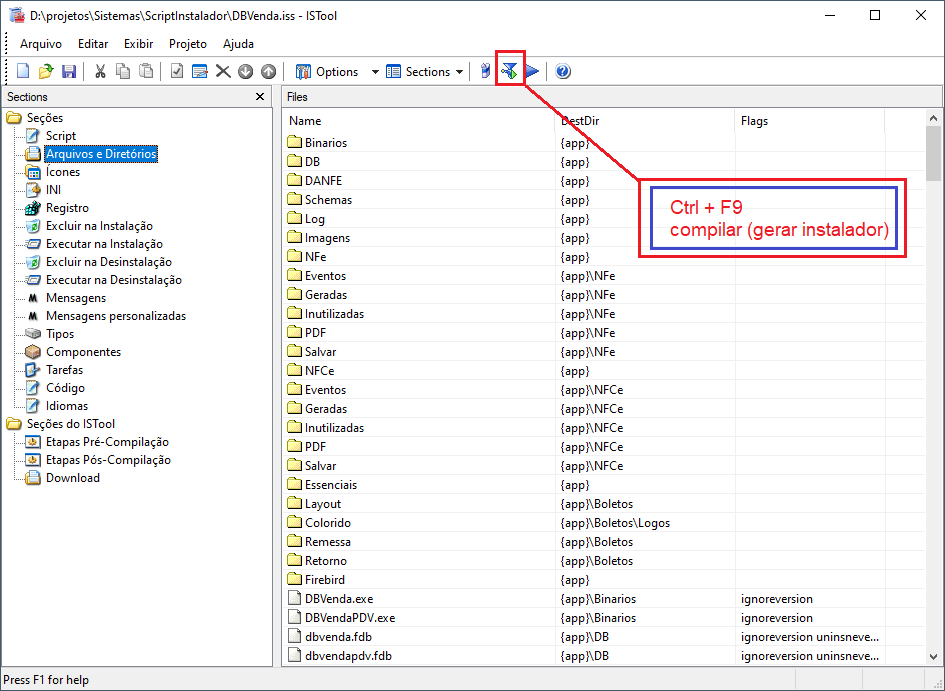 D:\projetos\Sistemas\ScriptInstalador\DBVenda.iss - ISTool
Arquivo Editar Exibir Projeto Ajuda
Options Sections
Sections
Seções
Script
Arquivos e Diretórios
Ícones
INI
Registro
Excluir na Instalação
Executar na Instalação
Excluir na Desinstalação
Executar na Desinstalação
Mensagens
Mensagens personalizadas
Tipos
Componentes
Tarefas
Código
Idiomas
Seções do ISTool
Etapas Pré-Compilação
Etapas Pós-Compilação
Download
Files
Name DestDir Flags
Binarios {app}
DB {app}
DANFE {app}
Schemas {app}
Log {app}
Imagens {app}
NFe {app}
Eventos {app}\NFe
Geradas {app}\NFe
Inutilizadas {app}\NFe
PDF {app}\NFe
Salvar {app}\NFe
NFCe {app}
Eventos {app}\NFCe
Geradas {app}\NFCe
Inutilizadas {app}\NFCe
PDF {app}\NFCe
Salvar {app}\NFCe
Essenciais {app}
Layout {app}\Boletos
Colorido {app}\Boletos\Logos
Remessa {app}\Boletos
Retorno {app}\Boletos
Firebird {app}
DBVenda.exe {app}\Binarios ignoreversion
DBVendaPDV.exe {app}\Binarios ignoreversion
dbvenda.fdb {app}\DB ignoreversion uninsneve...
dbvendapdv.fdb {app}\DB ignoreversion uninsneve...
Ctrl + F9
compilar (gerar instalador)
Press F1 for help